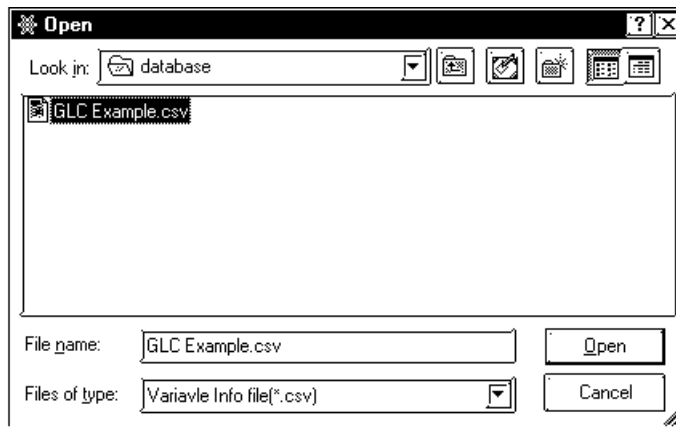 Open
Look in: database
GLC Example.csv
File name: GLC Example.csv Open
Files of type: Variavle Info file(*.csv) Cancel